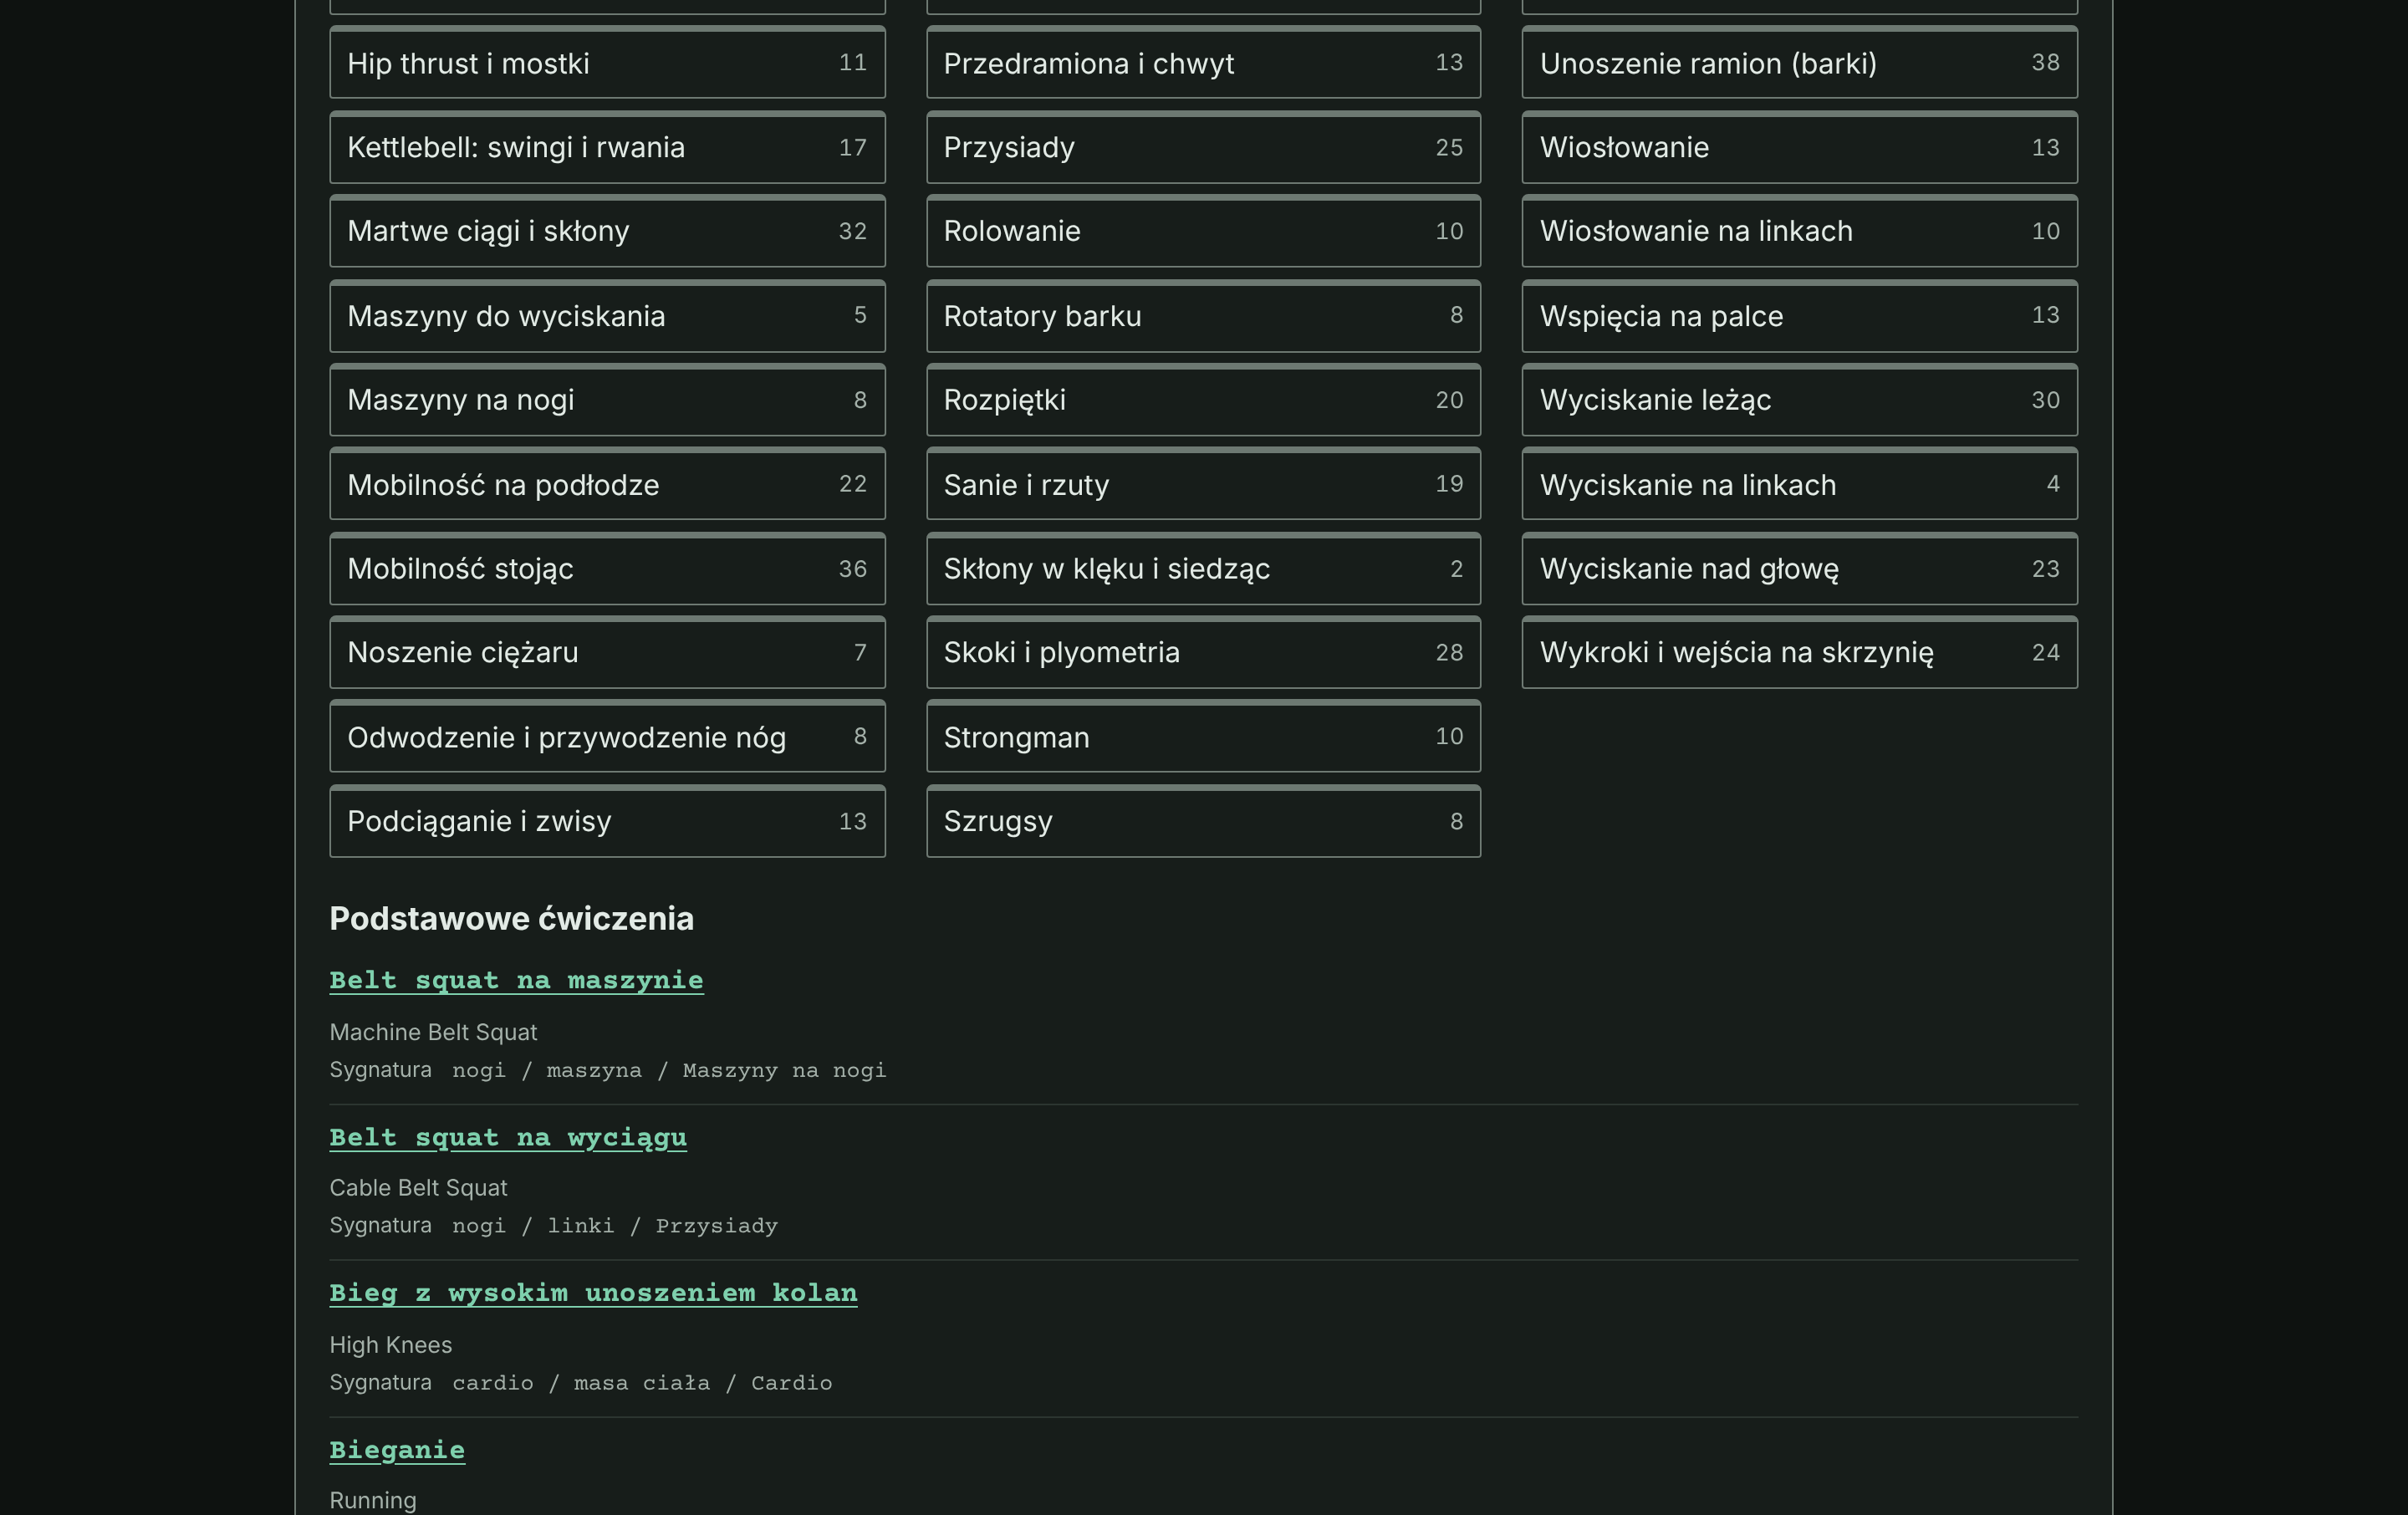 Hip thrust i mostki 11
Kettlebell: swingi i rwania 17
Martwe ciągi i skłony 32
Maszyny do wyciskania 5
Maszyny na nogi 8
Mobilność na podłodze 22
Mobilność stojąc 36
Noszenie ciężaru 7
Odwodzenie i przywodzenie nóg 8
Podciąganie i zwisy 13
Przedramiona i chwyt 13
Przysiady 25
Rolowanie 10
Rotatory barku 8
Rozpiętki 20
Sanie i rzuty 19
Skłony w klęku i siedząc 2
Skoki i plyometria 28
Strongman 10
Szrugsy 8
Unoszenie ramion (barki) 38
Wiosłowanie 13
Wiosłowanie na linkach 10
Wspięcia na palce 13
Wyciskanie leżąc 30
Wyciskanie na linkach 4
Wyciskanie nad głowę 23
Wykroki i wejścia na skrzynię 24
Podstawowe ćwiczenia
Belt squat na maszynie
Machine Belt Squat
Sygnatura nogi / maszyna / Maszyny na nogi
Belt squat na wyciągu
Cable Belt Squat
Sygnatura nogi / linki / Przysiady
Bieg z wysokim unoszeniem kolan
High Knees
Sygnatura cardio / masa ciała / Cardio
Bieganie
Running